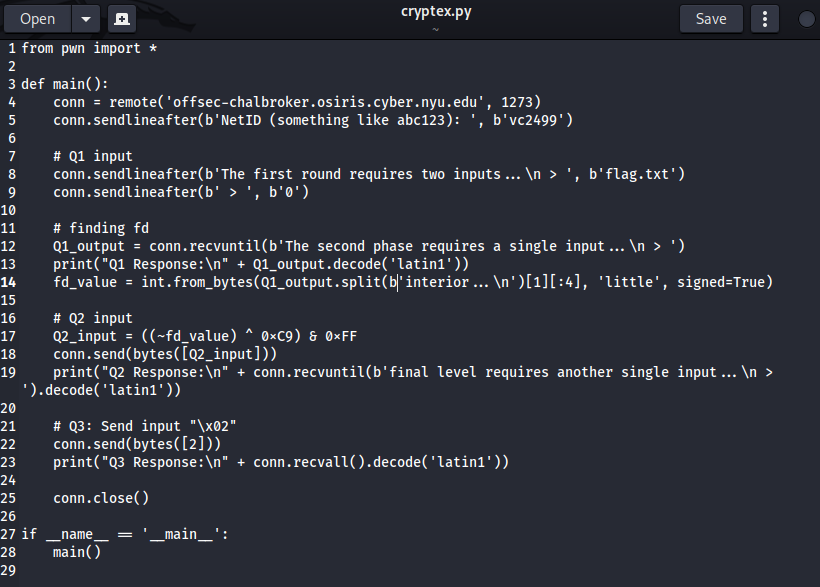 Open
cryptex.py
~
Save
1 from pwn import *
2
3 def main():
4     conn = remote('offsec-chalbroker.osiris.cyber.nyu.edu', 1273)
5     conn.sendlineafter(b'NetID (something like abc123): ', b'vc2499')
6
7     # Q1 input
8     conn.sendlineafter(b'The first round requires two inputs...\n > ', b'flag.txt')
9     conn.sendlineafter(b' > ', b'0')
10
11     # finding fd
12     Q1_output = conn.recvuntil(b'The second phase requires a single input...\n > ')
13     print("Q1 Response:\n" + Q1_output.decode('latin1'))
14     fd_value = int.from_bytes(Q1_output.split(b'interior...\n')[1][:4], 'little', signed=True)
15
16     # Q2 input
17     Q2_input = ((~fd_value) ^ 0xC9) & 0xFF
18     conn.send(bytes([Q2_input]))
19     print("Q2 Response:\n" + conn.recvuntil(b'final level requires another single input...\n >
').decode('latin1'))
20
21     # Q3: Send input "\x02"
22     conn.send(bytes([2]))
23     print("Q3 Response:\n" + conn.recvall().decode('latin1'))
24
25     conn.close()
26
27 if __name__ == '__main__':
28     main()
29